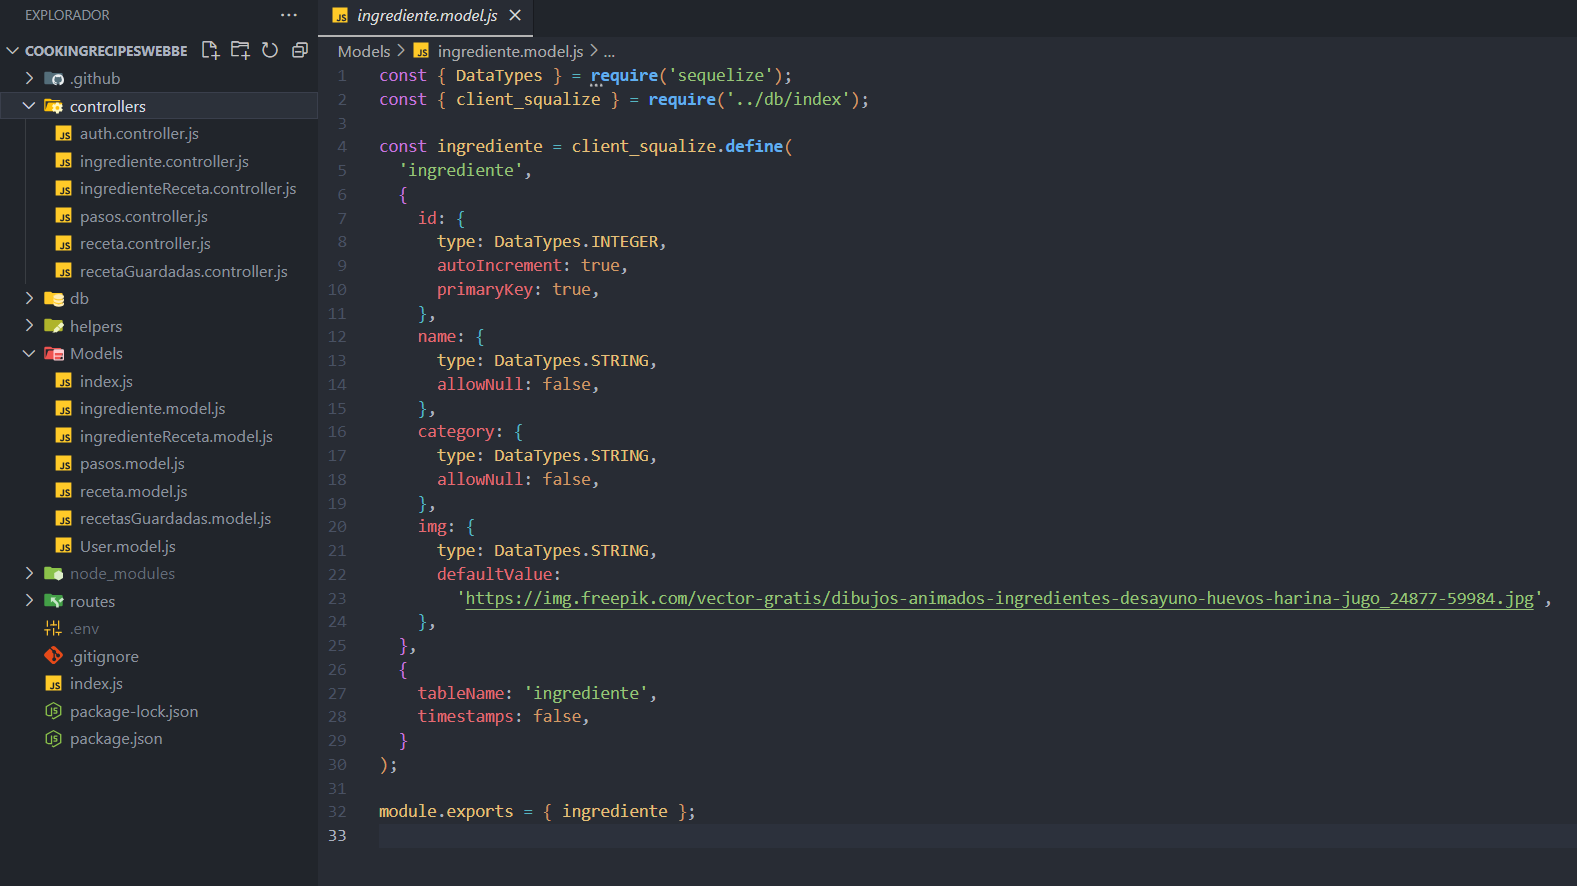 EXPLORADOR
COOKINGRECIPESWEBBE
.github
controllers
auth.controller.js
ingrediente.controller.js
ingredienteReceta.controller.js
pasos.controller.js
receta.controller.js
recetaGuardadas.controller.js
db
helpers
Models
index.js
ingrediente.model.js
ingredienteReceta.model.js
pasos.model.js
receta.model.js
recetasGuardadas.model.js
User.model.js
node_modules
routes
.env
.gitignore
index.js
package-lock.json
package.json
JS ingrediente.model.js
Models > JS ingrediente.model.js > ...
1 const { DataTypes } = require('sequelize');
2 const { client_squalize } = require('../db/index');
3
4 const ingrediente = client_squalize.define(
5 'ingrediente',
6 {
7 id: {
8 type: DataTypes.INTEGER,
9 autoIncrement: true,
10 primaryKey: true,
11 },
12 name: {
13 type: DataTypes.STRING,
14 allowNull: false,
15 },
16 category: {
17 type: DataTypes.STRING,
18 allowNull: false,
19 },
20 img: {
21 type: DataTypes.STRING,
22 defaultValue:
23 'https://img.freepik.com/vector-gratis/dibujos-animados-ingredientes-desayuno-huevos-harina-jugo_24877-59984.jpg',
24 },
25 },
26 {
27 tableName: 'ingrediente',
28 timestamps: false,
29 }
30 );
31
32 module.exports = { ingrediente };
33